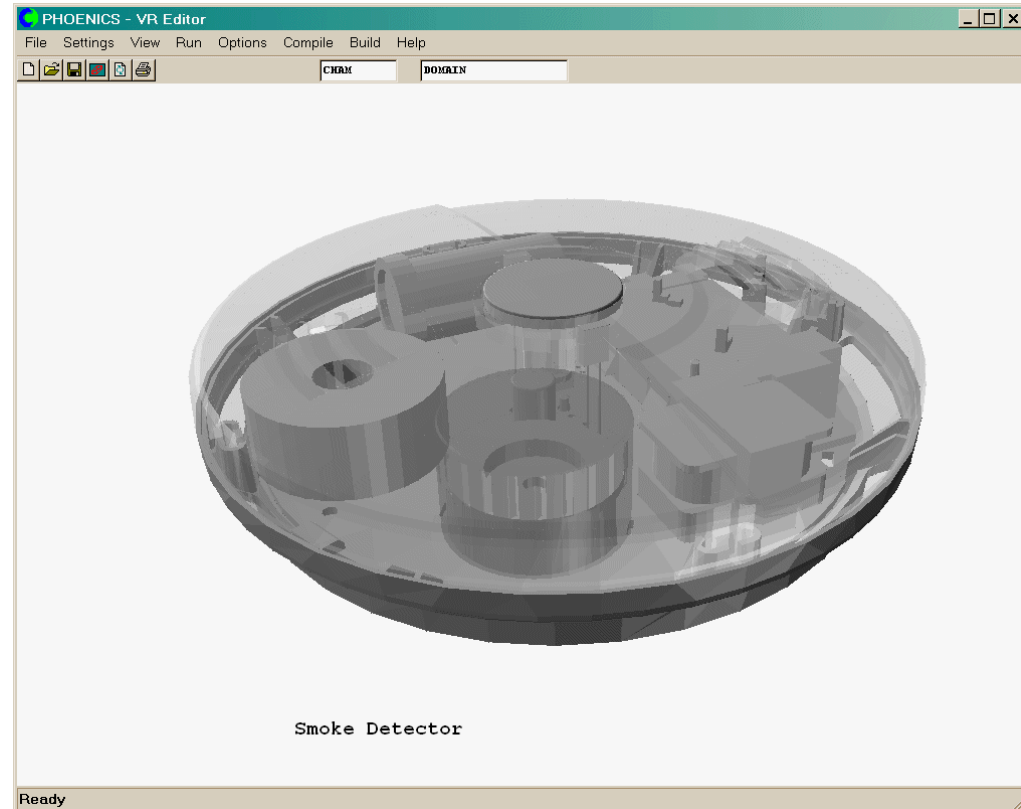 PHOENICS - VR Editor
File Settings View Run Options Compile Build Help
CHAM DOMAIN
Smoke Detector
Ready